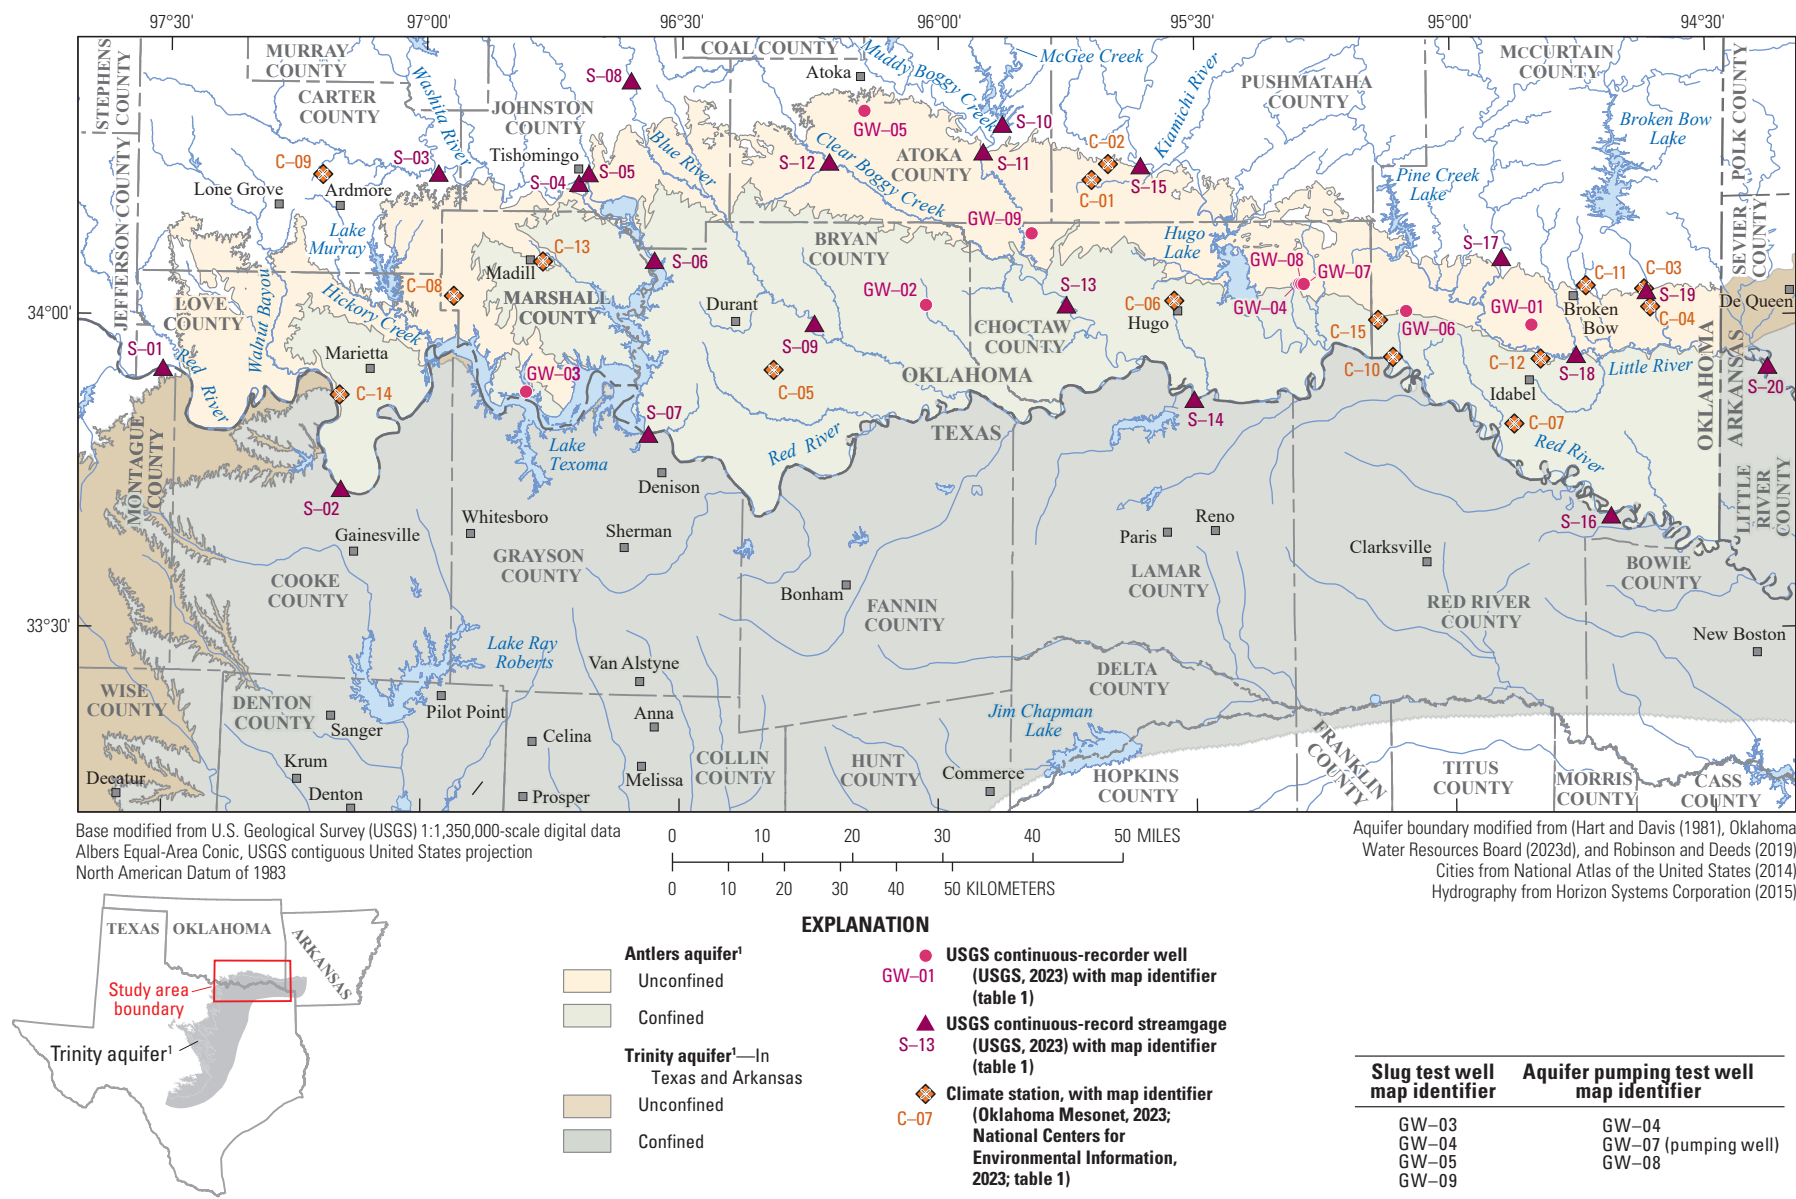 97°30' 97°00' 96°30' 96°00' 95°30' 95°00' 94°30'
34°00'
33°30'
STEPHENS
COUNTY
MURRAY
COUNTY
CARTER
COUNTY
JOHNSTON
COUNTY
COAL COUNTY
ATOKA
COUNTY
PUSHMATAHA
COUNTY
McCURTAIN
COUNTY
POLK COUNTY
SEVIER
COUNTY
JEFFERSON COUNTY
LOVE
COUNTY
MARSHALL
COUNTY
BRYAN
COUNTY
CHOCTAW
COUNTY
OKLAHOMA
TEXAS
OKLAHOMA
ARKANSAS
LITTLE
RIVER
COUNTY
MONTAGUE
COUNTY
COOKE
COUNTY
GRAYSON
COUNTY
FANNIN
COUNTY
LAMAR
COUNTY
RED RIVER
COUNTY
BOWIE
COUNTY
WISE
COUNTY
DENTON
COUNTY
COLLIN
COUNTY
HUNT
COUNTY
DELTA
COUNTY
HOPKINS
COUNTY
FRANKLIN
COUNTY
TITUS
COUNTY
MORRIS
COUNTY
CASS
COUNTY
Washita River
Blue River
Muddy Boggy Creek
McGee Creek
Clear Boggy Creek
Kiamichi River
Broken Bow
Lake
Pine Creek
Lake
Hugo
Lake
Lake
Murray
Walnut Bayou
Hickory Creek
Red River
Lake
Texoma
Red River
Red River
Little River
Lake Ray
Roberts
Jim Chapman
Lake
Lone Grove
Ardmore
Tishomingo
Atoka
Madill
Durant
Marietta
Hugo
Broken
Bow
Idabel
De Queen
Denison
Gainesville
Whitesboro
Sherman
Bonham
Paris
Reno
Clarksville
New Boston
Van Alstyne
Anna
Melissa
Celina
Prosper
Pilot Point
Sanger
Krum
Denton
Decatur
Commerce
S–01
S–02
S–03
S–04
S–05
S–06
S–07
S–08
S–09
S–10
S–11
S–12
S–13
S–14
S–15
S–16
S–17
S–18
S–19
S–20
C–01
C–02
C–03
C–04
C–05
C–06
C–07
C–08
C–09
C–10
C–11
C–12
C–13
C–14
C–15
GW–01
GW–02
GW–03
GW–04
GW–05
GW–06
GW–07
GW–08
GW–09
Base modified from U.S. Geological Survey (USGS) 1:1,350,000-scale digital data
Albers Equal-Area Conic, USGS contiguous United States projection
North American Datum of 1983
0 10 20 30 40 50 MILES
0 10 20 30 40 50 KILOMETERS
Aquifer boundary modified from (Hart and Davis (1981), Oklahoma
Water Resources Board (2023d), and Robinson and Deeds (2019)
Cities from National Atlas of the United States (2014)
Hydrography from Horizon Systems Corporation (2015)
TEXAS
OKLAHOMA
ARKANSAS
Study area
boundary
Trinity aquifer1
EXPLANATION
Antlers aquifer1
Unconfined
Confined
Trinity aquifer1—In
Texas and Arkansas
Unconfined
Confined
USGS continuous-recorder well
GW–01 (USGS, 2023) with map identifier
(table 1)
USGS continuous-record streamgage
S–13 (USGS, 2023) with map identifier
(table 1)
Climate station, with map identifier
C–07 (Oklahoma Mesonet, 2023;
National Centers for
Environmental Information,
2023; table 1)
Slug test well
map identifier
GW–03
GW–04
GW–05
GW–09
Aquifer pumping test well
map identifier
GW–04
GW–07 (pumping well)
GW–08